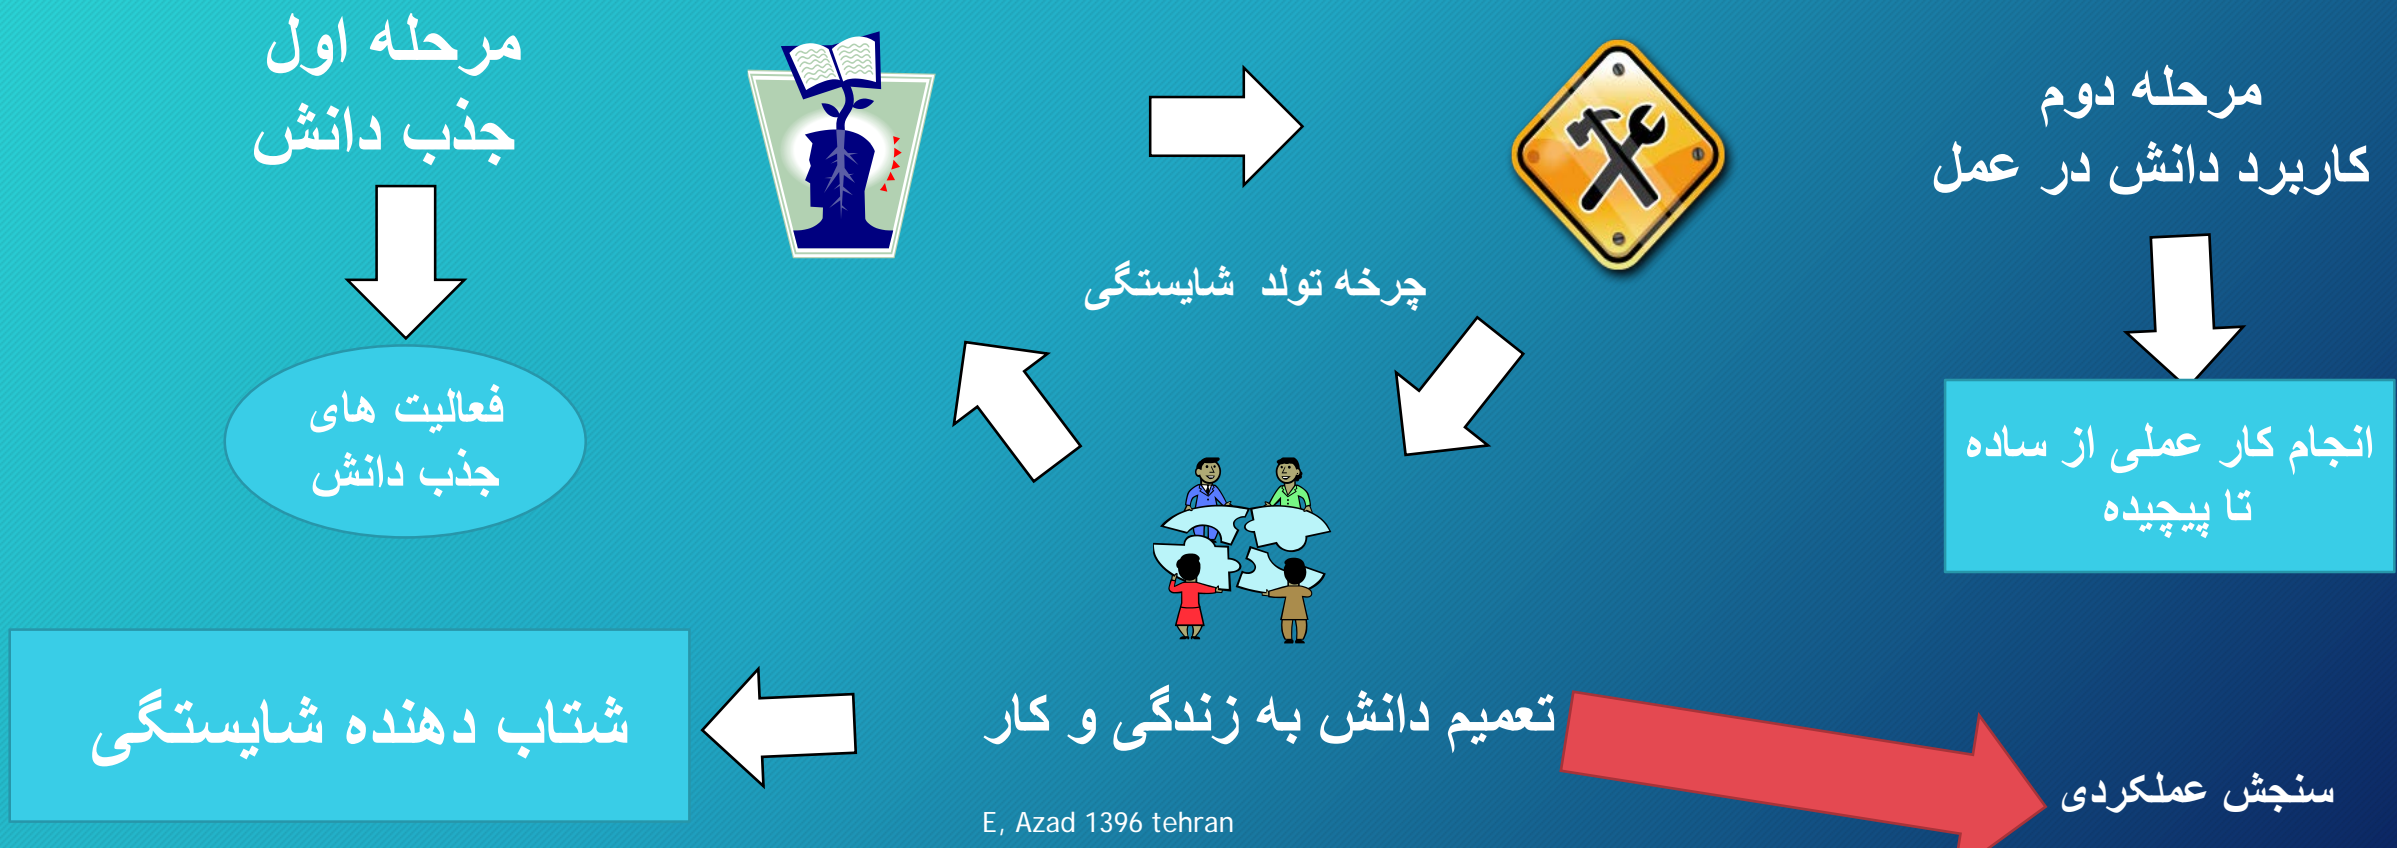 مرحله اول
جذب دانش
مرحله دوم
کاربرد دانش در عمل
چرخه تولد شایستگی
فعالیت های
جذب دانش
انجام کار عملی از ساده
تا پیچیده
تعمیم دانش به زندگی و کار
شتاب دهنده شایستگی
سنجش عملکردی
E, Azad 1396 tehran